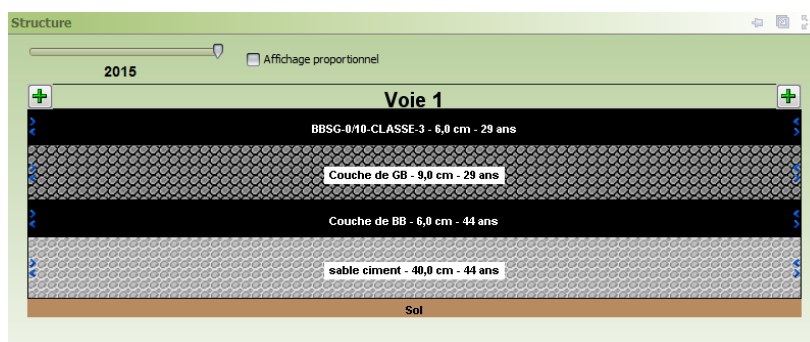 Structure
2015
Affichage proportionnel
Voie 1
BBSG-0/10-CLASSE-3 - 6,0 cm - 29 ans
Couche de GB - 9,0 cm - 29 ans
Couche de BB - 6,0 cm - 44 ans
sable ciment - 40,0 cm - 44 ans
Sol